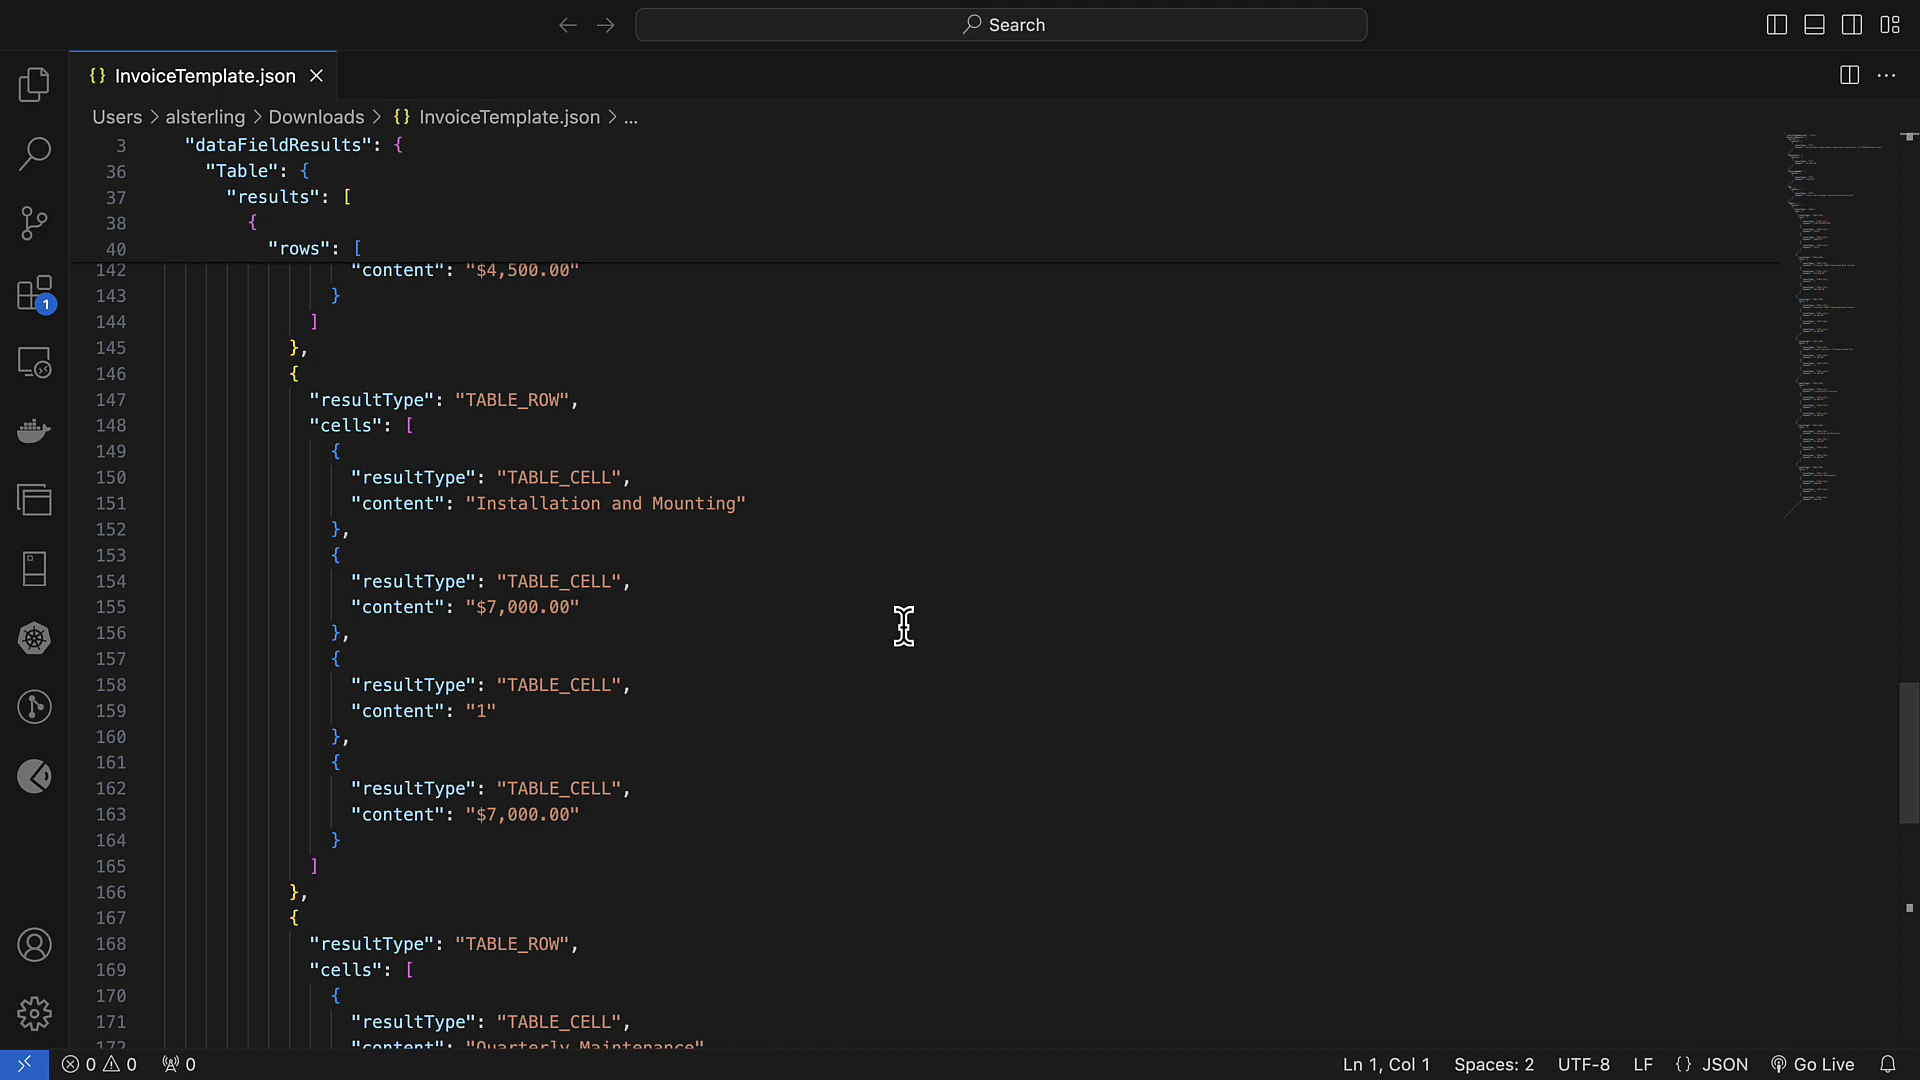 Search
{} InvoiceTemplate.json
Users > alsterling > Downloads > {} InvoiceTemplate.json > ...
3 "dataFieldResults": {
36 "Table": {
37 "results": [
38 {
40 "rows": [
142 "content": "$4,500.00"
143 }
144 ]
145 },
146 {
147 "resultType": "TABLE_ROW",
148 "cells": [
149 {
150 "resultType": "TABLE_CELL",
151 "content": "Installation and Mounting"
152 },
153 {
154 "resultType": "TABLE_CELL",
155 "content": "$7,000.00"
156 },
157 {
158 "resultType": "TABLE_CELL",
159 "content": "1"
160 },
161 {
162 "resultType": "TABLE_CELL",
163 "content": "$7,000.00"
164 }
165 ]
166 },
167 {
168 "resultType": "TABLE_ROW",
169 "cells": [
170 {
171 "resultType": "TABLE_CELL",
172 "content": "Quarterly Maintenance"
1
0 0 0 Ln 1, Col 1 Spaces: 2 UTF-8 LF {} JSON Go Live